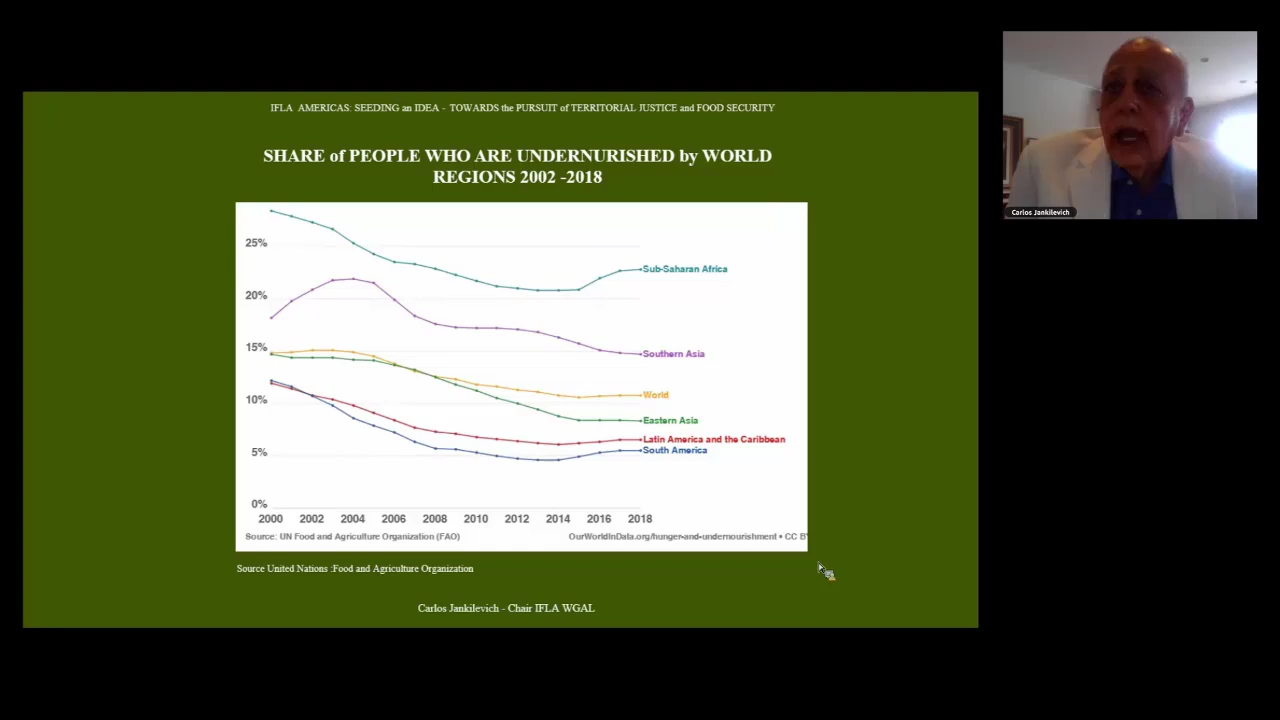 IFLA AMERICAS: SEEDING an IDEA - TOWARDS the PURSUIT of TERRITORIAL JUSTICE and FOOD SECURITY
SHARE of PEOPLE WHO ARE UNDERNURISHED by WORLD
REGIONS 2002 -2018
25%
20%
15%
10%
5%
0%
Sub-Saharan Africa
Southern Asia
World
Eastern Asia
Latin America and the Caribbean
South America
2000 2002 2004 2006 2008 2010 2012 2014 2016 2018
Source: UN Food and Agriculture Organization (FAO)
OurWorldInData.org/hunger-and-undernourishment • CC BY
Source United Nations :Food and Agriculture Organization
Carlos Jankilevich - Chair IFLA WGAL
Carlos Jankilevich